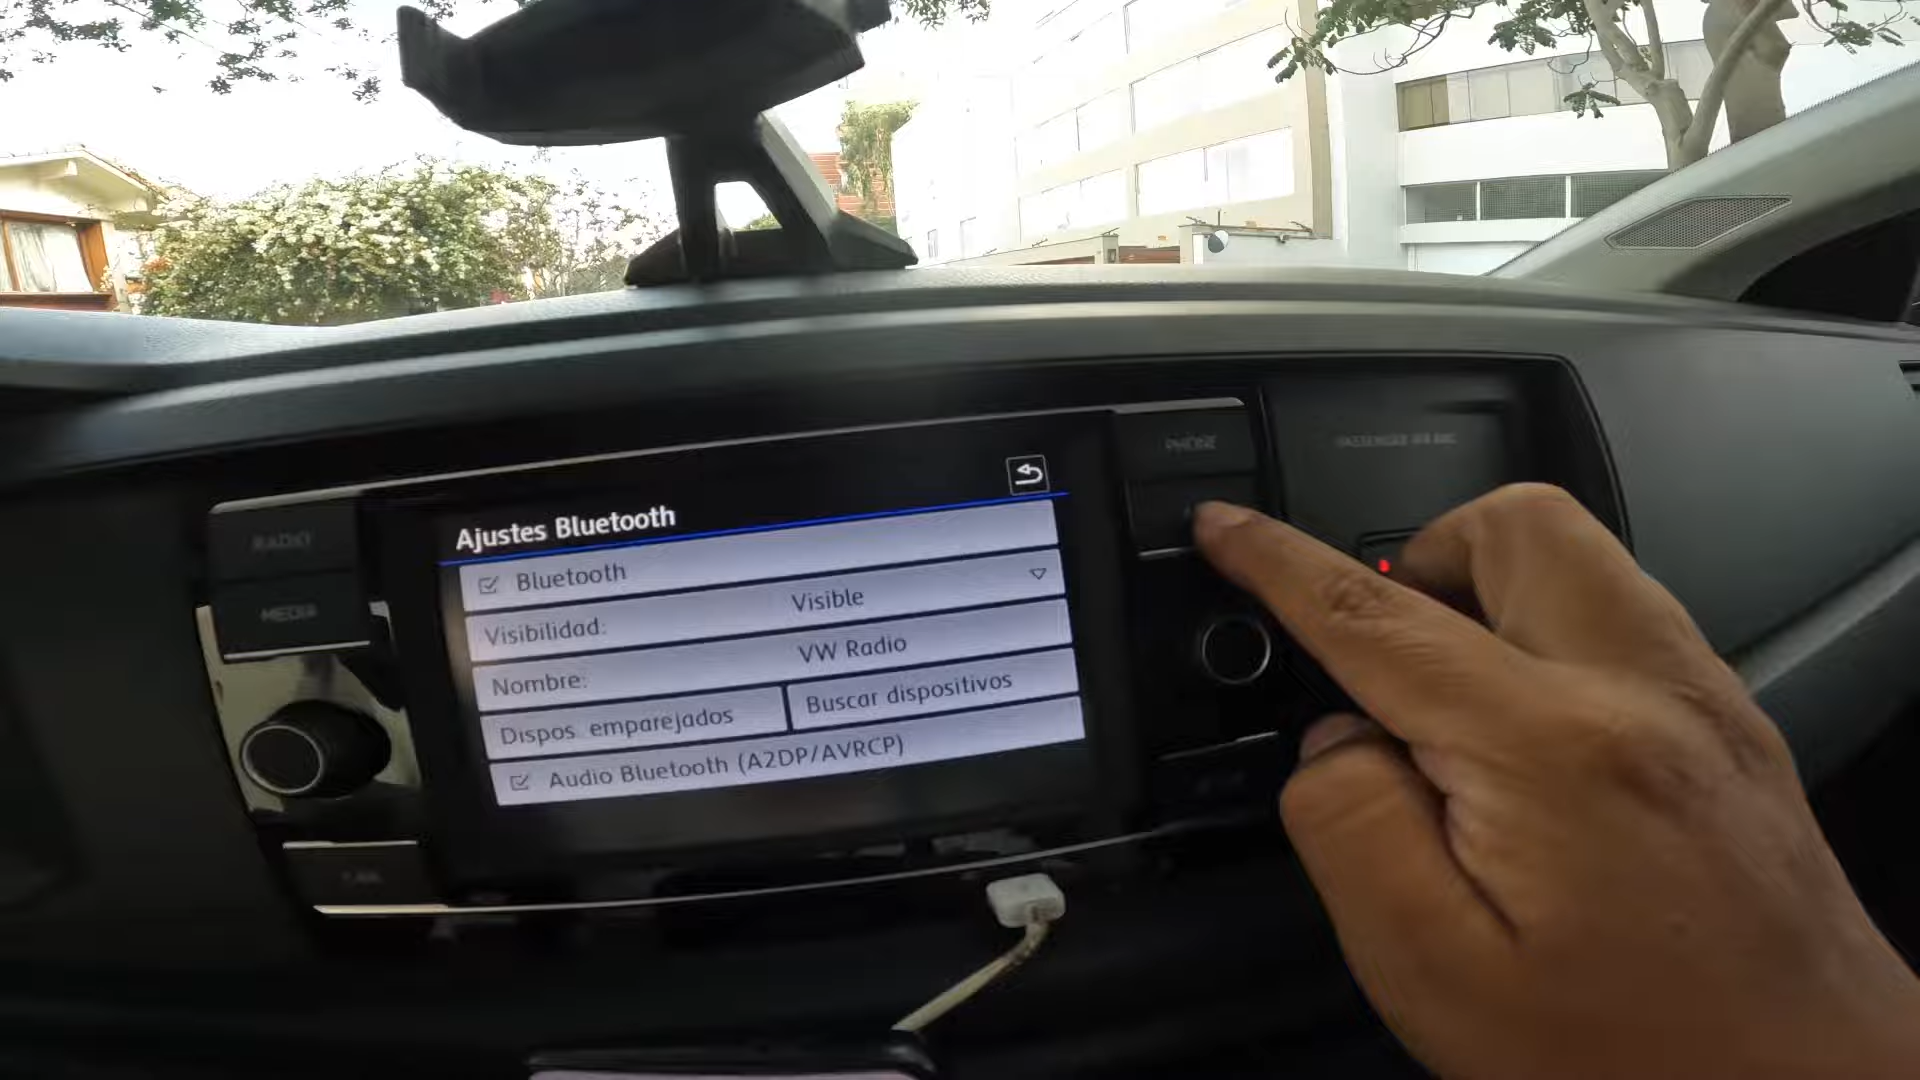 PHONE
Ajustes Bluetooth
RADIO
Bluetooth
Visibilidad: Visible
MEDIA
Nombre: VW Radio
Dispos. emparejados Buscar dispositivos
Audio Bluetooth (A2DP/AVRCP)